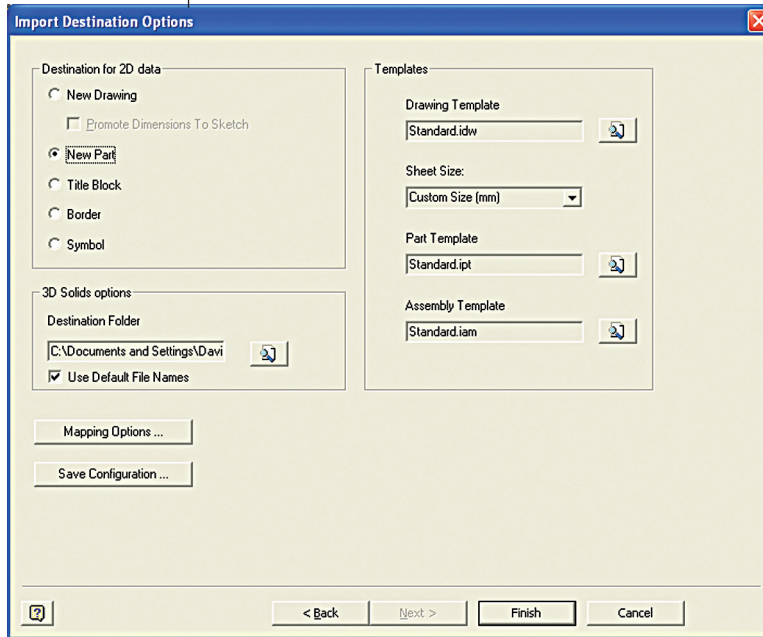 Import Destination Options
Destination for 2D data
New Drawing
Promote Dimensions To Sketch
New Part
Title Block
Border
Symbol
3D Solids options
Destination Folder
C:\Documents and Settings\Davi
Use Default File Names
Mapping Options ...
Save Configuration ...
Templates
Drawing Template
Standard.idw
Sheet Size:
Custom Size (mm)
Part Template
Standard.ipt
Assembly Template
Standard.iam
< Back
Next >
Finish
Cancel